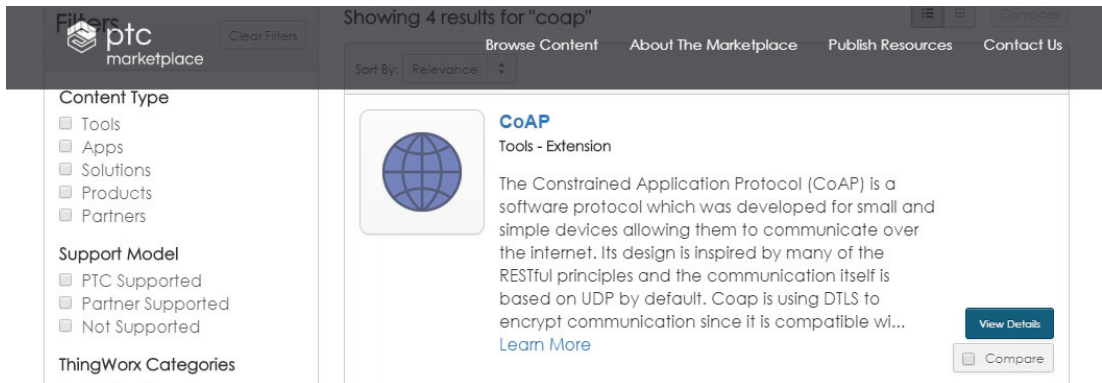 Filters
Clear Filters
Showing 4 results for "coap"
Compare
ptc
marketplace
Browse Content
About The Marketplace
Publish Resources
Contact Us
Sort By: Relevance
Content Type
Tools
Apps
Solutions
Products
Partners
Support Model
PTC Supported
Partner Supported
Not Supported
ThingWorx Categories
CoAP
Tools - Extension
The Constrained Application Protocol (CoAP) is a
software protocol which was developed for small and
simple devices allowing them to communicate over
the internet. Its design is inspired by many of the
RESTful principles and the communication itself is
based on UDP by default. Coap is using DTLS to
encrypt communication since it is compatible wi...
Learn More
View Details
Compare